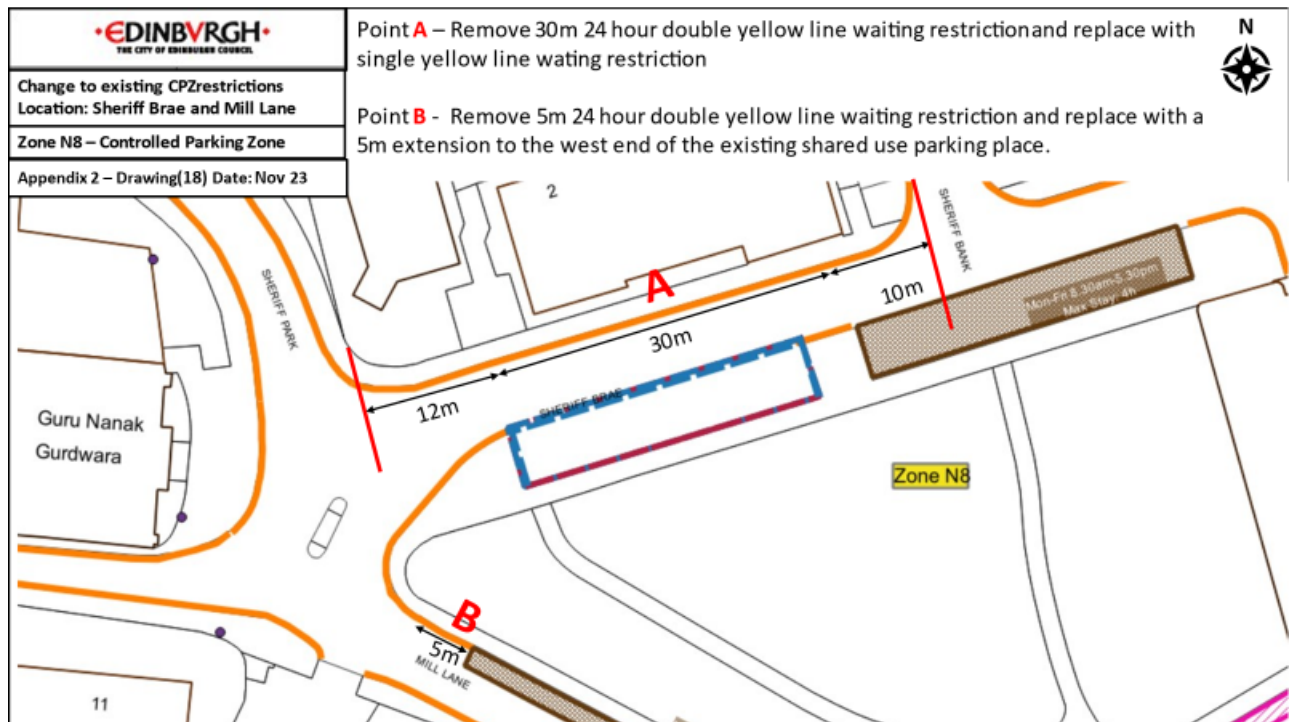 EDINBVRGH
THE CITY OF EDINBURGH COUNCIL
Change to existing CPZrestrictions
Location: Sheriff Brae and Mill Lane
Zone N8 – Controlled Parking Zone
Appendix 2 – Drawing(18) Date: Nov 23
Point A – Remove 30m 24 hour double yellow line waiting restrictionand replace with
single yellow line wating restriction
Point B - Remove 5m 24 hour double yellow line waiting restriction and replace with a
5m extension to the west end of the existing shared use parking place.
N
2
SHERIFF BANK
SHERIFF PARK
A
10m
Mon-Fri 8.30am-5.30pm
Max Stay: 4h
30m
SHERIFF BRAE
12m
Guru Nanak
Gurdwara
Zone N8
B
5m
MILL LANE
11